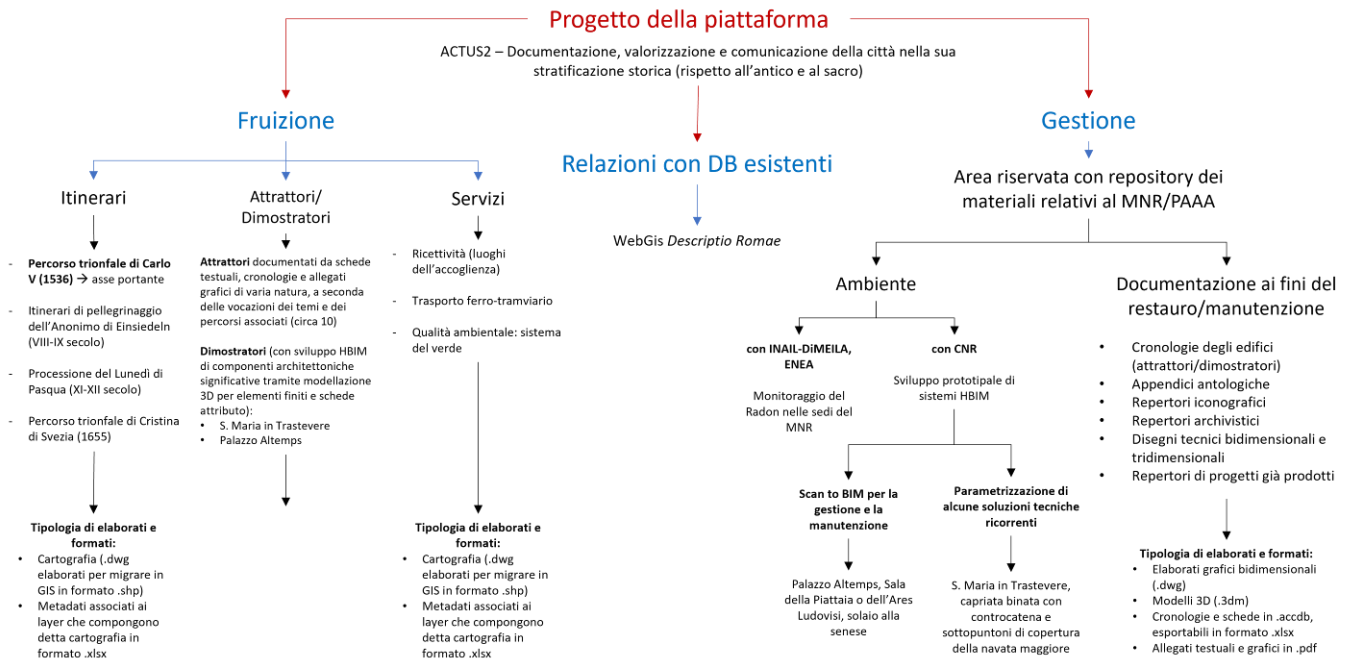 Progetto della piattaforma
ACTUS2 – Documentazione, valorizzazione e comunicazione della città nella sua
stratificazione storica (rispetto all’antico e al sacro)
Fruizione
Itinerari
- Percorso trionfale di Carlo
V (1536) → asse portante
- Itinerari di pellegrinaggio
dell’Anonimo di Einsiedeln
(VIII-IX secolo)
- Processione del Lunedì di
Pasqua (XI-XII secolo)
- Percorso trionfale di Cristina
di Svezia (1655)
Tipologia di elaborati e
formati:
• Cartografia (.dwg
elaborati per migrare in
GIS in formato .shp)
• Metadati associati ai
layer che compongono
detta cartografia in
formato .xlsx
Attrattori/
Dimostratori
Attrattori documentati da schede
testuali, cronologie e allegati
grafici di varia natura, a seconda
delle vocazioni dei temi e dei
percorsi associati (circa 10)
Dimostratori (con sviluppo HBIM
di componenti architettoniche
significative tramite modellazione
3D per elementi finiti e schede
attributo):
• S. Maria in Trastevere
• Palazzo Altemps
Servizi
- Ricettività (luoghi
dell’accoglienza)
- Trasporto ferro-tramviario
- Qualità ambientale: sistema
del verde
Tipologia di elaborati e
formati:
• Cartografia (.dwg
elaborati per migrare in
GIS in formato .shp)
• Metadati associati ai
layer che compongono
detta cartografia in
formato .xlsx
Relazioni con DB esistenti
WebGis Descriptio Romae
Gestione
Area riservata con repository dei
materiali relativi al MNR/PAAA
Ambiente
con INAIL-DiMEILA,
ENEA
Monitoraggio del
Radon nelle sedi del
MNR
con CNR
Sviluppo prototipale di
sistemi HBIM
Scan to BIM per la
gestione e la
manutenzione
Palazzo Altemps, Sala
della Piattaia o dell’Ares
Ludovisi, solaio alla
senese
Parametrizzazione di
alcune soluzioni tecniche
ricorrenti
S. Maria in Trastevere,
capriata binata con
controcatena e
sottopuntoni di copertura
della navata maggiore
Documentazione ai fini del
restauro/manutenzione
• Cronologie degli edifici
(attrattori/dimostratori)
• Appendici antologiche
• Repertori iconografici
• Repertori archivistici
• Disegni tecnici bidimensionali e
tridimensionali
• Repertori di progetti già prodotti
Tipologia di elaborati e formati:
• Elaborati grafici bidimensionali
(.dwg)
• Modelli 3D (.3dm)
• Cronologie e schede in .accdb,
esportabili in formato .xlsx
• Allegati testuali e grafici in .pdf